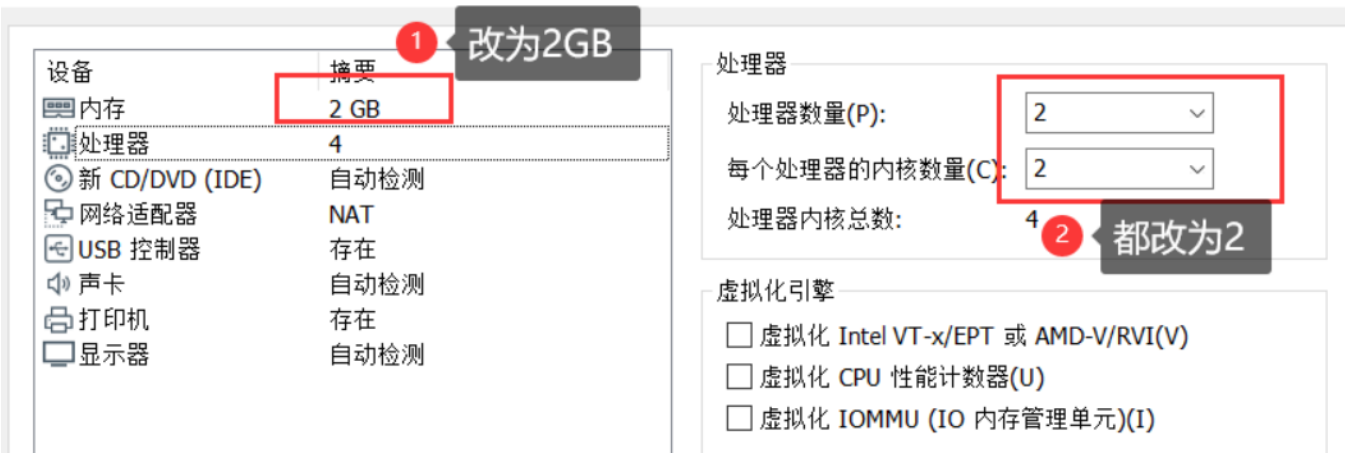 1 改为2GB
设备 摘要
内存 2 GB
处理器 4
新 CD/DVD (IDE) 自动检测
网络适配器 NAT
USB 控制器 存在
声卡 自动检测
打印机 存在
显示器 自动检测
处理器
处理器数量(P): 2
每个处理器的内核数量(C): 2
处理器内核总数: 4
2 都改为2
虚拟化引擎
虚拟化 Intel VT-x/EPT 或 AMD-V/RVI(V)
虚拟化 CPU 性能计数器(U)
虚拟化 IOMMU (IO 内存管理单元)(I)